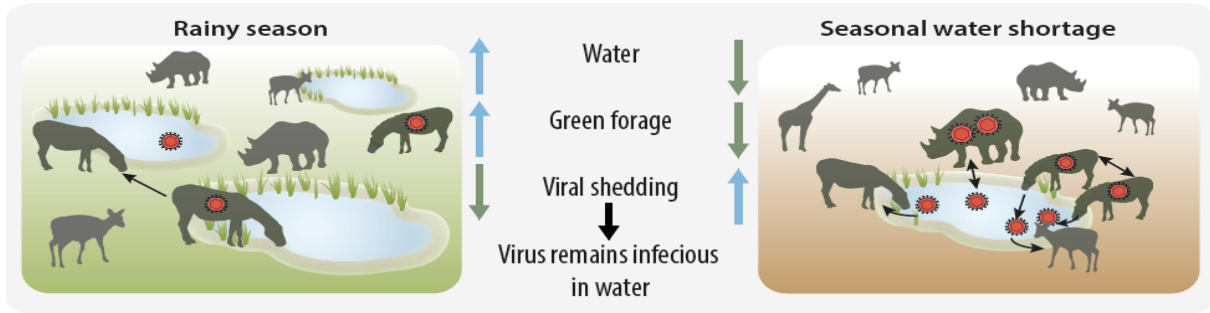 Rainy season
Seasonal water shortage
Water
Green forage
Viral shedding
Virus remains infecious
in water